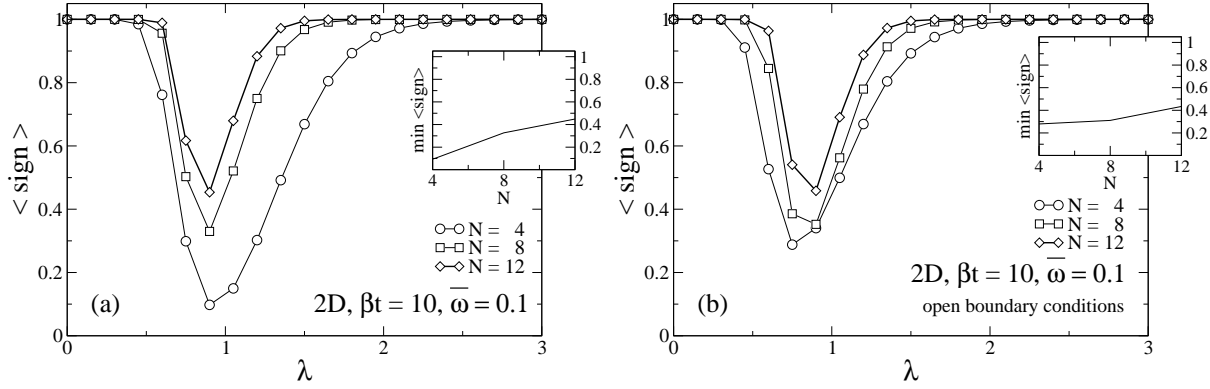 1
0.8
0.6
0.4
0.2
0
< sign >
0
1
2
3
λ
(a)
2D, βt = 10, ω̅ = 0.1
N = 4
N = 8
N = 12
min <sign>
1
0.8
0.6
0.4
0.2
4
8
12
N
1
0.8
0.6
0.4
0.2
0
< sign >
0
1
2
3
λ
(b)
2D, βt = 10, ω̅ = 0.1
open boundary conditions
N = 4
N = 8
N = 12
min <sign>
1
0.8
0.6
0.4
0.2
4
8
12
N